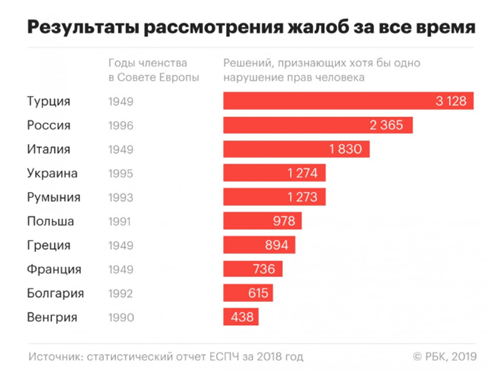 Результаты рассмотрения жалоб за все время
Годы членства
в Совете Европы
Решений, признающих хотя бы одно
нарушение прав человека
Турция 1949 3 128
Россия 1996 2 365
Италия 1949 1 830
Украина 1995 1 274
Румыния 1993 1 273
Польша 1991 978
Греция 1949 894
Франция 1949 736
Болгария 1992 615
Венгрия 1990 438
Источник: статистический отчет ЕСПЧ за 2018 год © РБК, 2019